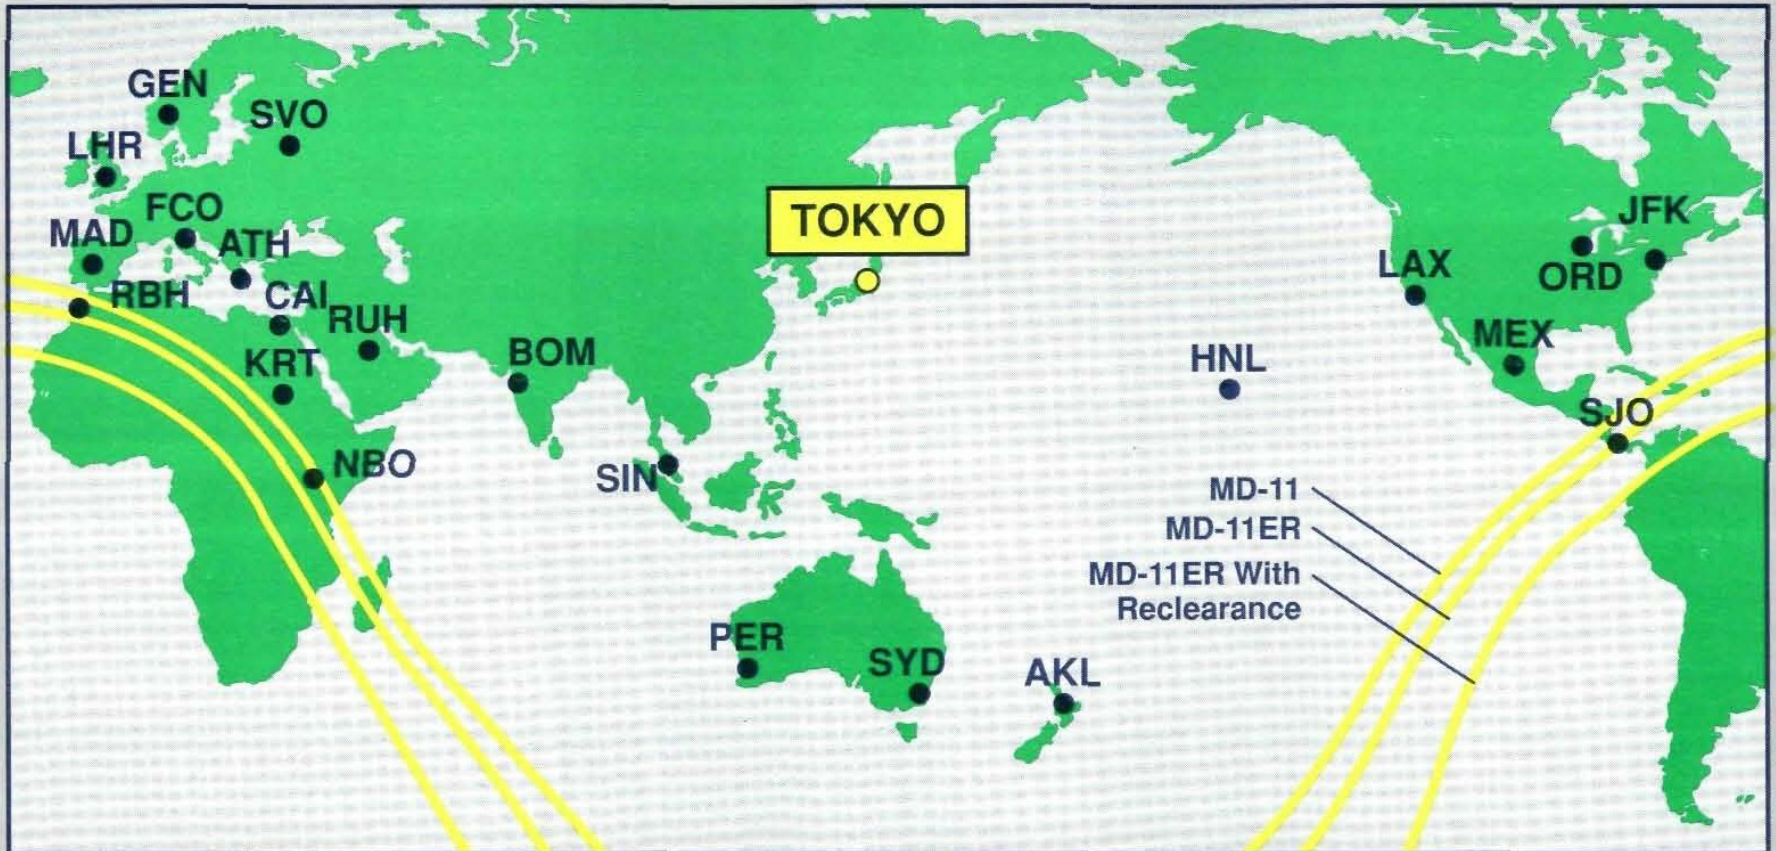 GEN
SVO
LHR
FCO
MAD
ATH
RBH
CAI
RUH
KRT
BOM
NBO
SIN
TOKYO
PER
SYD
AKL
HNL
LAX
JFK
ORD
MEX
SJO
MD-11
MD-11ER
MD-11ER With
Reclearance